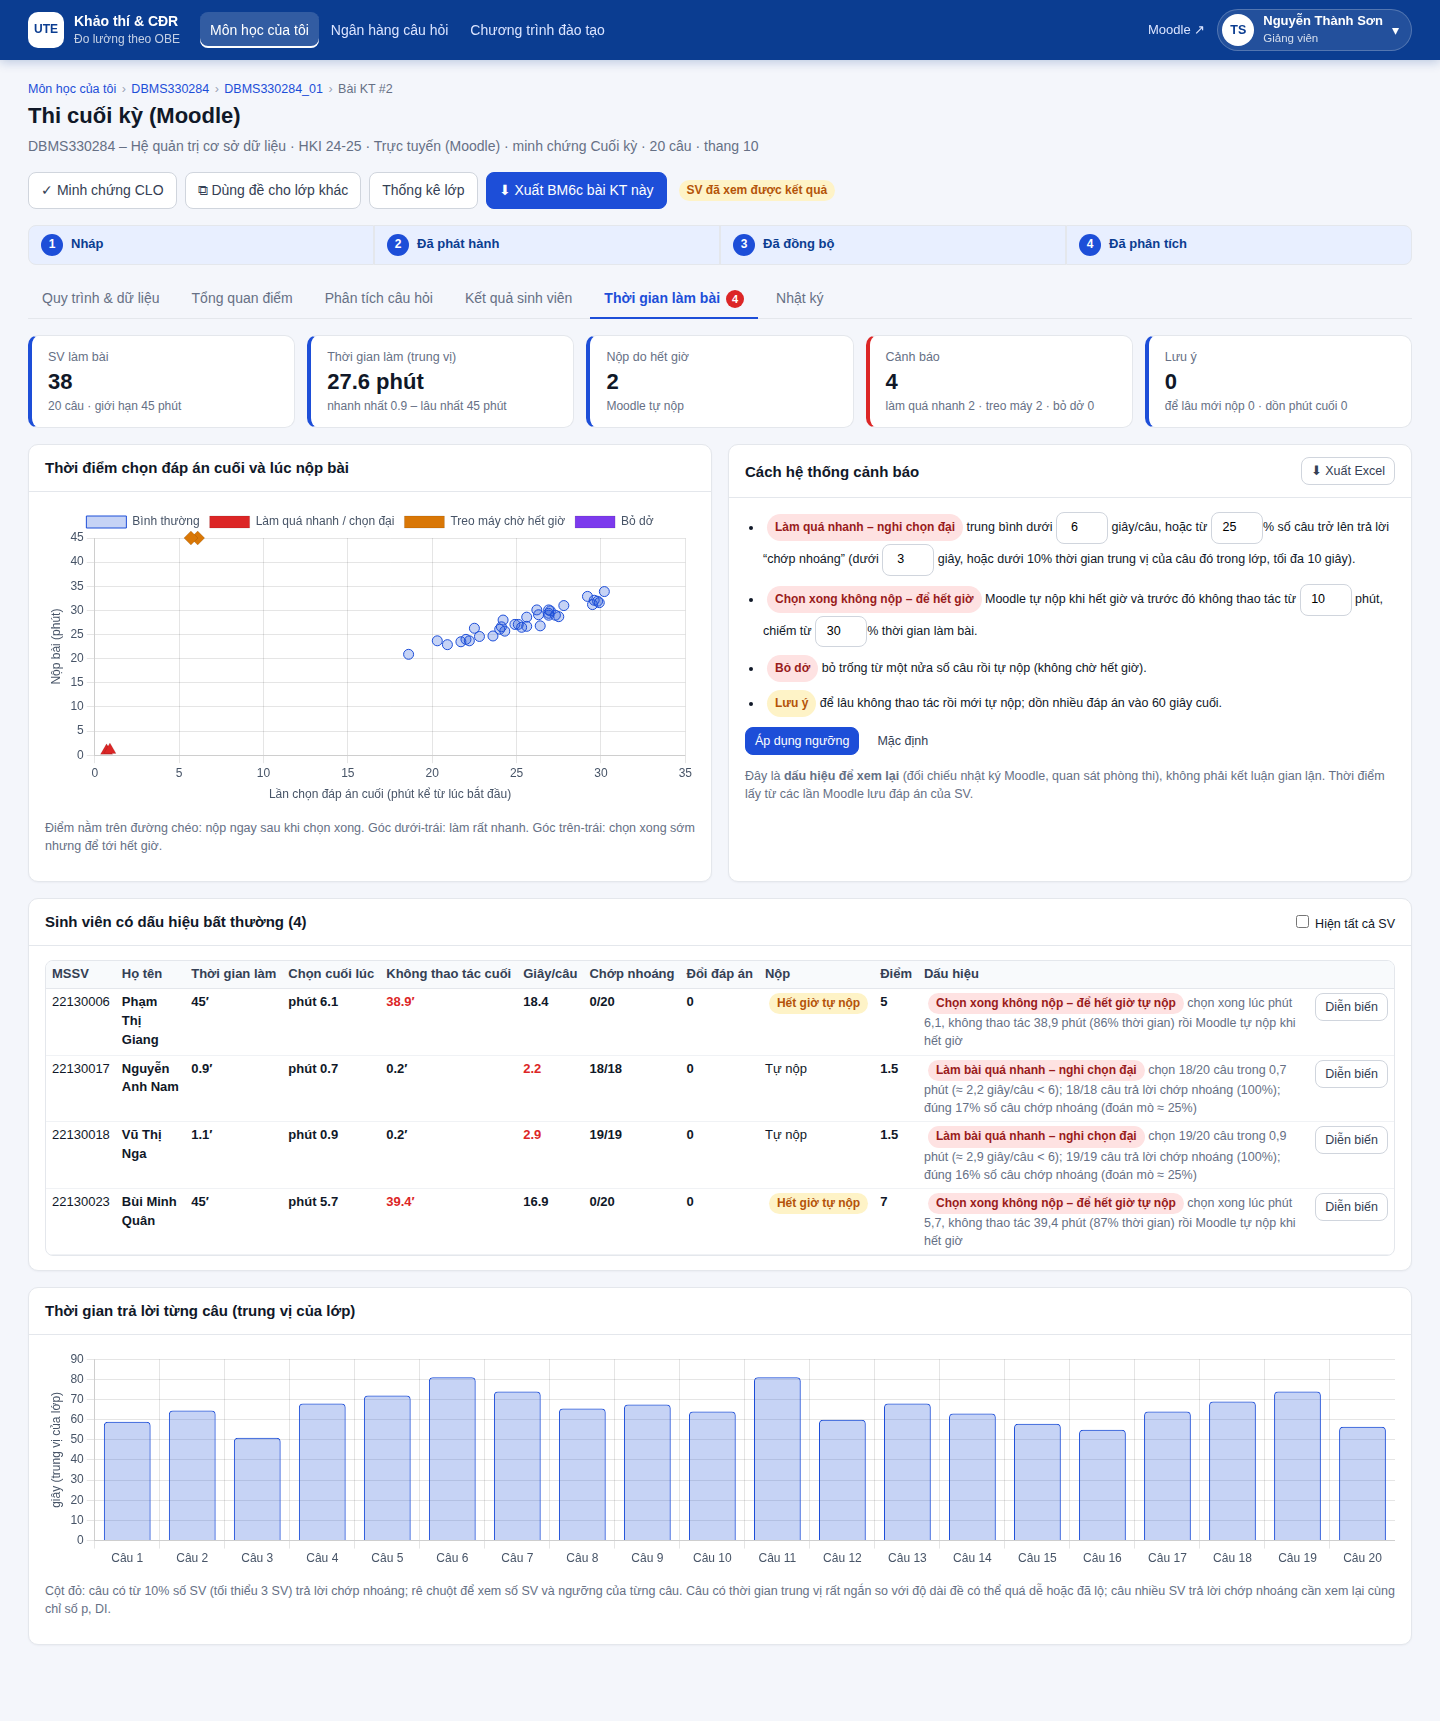 UTE
Khảo thí & CĐR
Đo lường theo OBE
Môn học của tôi
Ngân hàng câu hỏi
Chương trình đào tạo
Moodle ↗
TS
Nguyễn Thành Sơn
Giảng viên
▾
Môn học của tôi › DBMS330284 › DBMS330284_01 › Bài KT #2
Thi cuối kỳ (Moodle)
DBMS330284 – Hệ quản trị cơ sở dữ liệu · HKI 24-25 · Trực tuyến (Moodle) · minh chứng Cuối kỳ · 20 câu · thang 10
✓ Minh chứng CLO
⧉ Dùng đề cho lớp khác
Thống kê lớp
⬇ Xuất BM6c bài KT này
SV đã xem được kết quả
1 Nháp
2 Đã phát hành
3 Đã đồng bộ
4 Đã phân tích
Quy trình & dữ liệu
Tổng quan điểm
Phân tích câu hỏi
Kết quả sinh viên
Thời gian làm bài 4
Nhật ký
SV làm bài
38
20 câu · giới hạn 45 phút
Thời gian làm (trung vị)
27.6 phút
nhanh nhất 0.9 – lâu nhất 45 phút
Nộp do hết giờ
2
Moodle tự nộp
Cảnh báo
4
làm quá nhanh 2 · treo máy 2 · bỏ dở 0
Lưu ý
0
để lâu mới nộp 0 · dồn phút cuối 0
Thời điểm chọn đáp án cuối và lúc nộp bài
Bình thường
Làm quá nhanh / chọn đại
Treo máy chờ hết giờ
Bỏ dở
Nộp bài (phút)
45
40
35
30
25
20
15
10
5
0
0 5 10 15 20 25 30 35
Lần chọn đáp án cuối (phút kể từ lúc bắt đầu)
Điểm nằm trên đường chéo: nộp ngay sau khi chọn xong. Góc dưới-trái: làm rất nhanh. Góc trên-trái: chọn xong sớm
nhưng để tới hết giờ.
Cách hệ thống cảnh báo
⬇ Xuất Excel
• Làm quá nhanh – nghi chọn đại trung bình dưới 6 giây/câu, hoặc từ 25 % số câu trở lên trả lời
“chớp nhoáng” (dưới 3 giây, hoặc dưới 10% thời gian trung vị của câu đó trong lớp, tối đa 10 giây).
• Chọn xong không nộp – để hết giờ Moodle tự nộp khi hết giờ và trước đó không thao tác từ 10 phút,
chiếm từ 30 % thời gian làm bài.
• Bỏ dở bỏ trống từ một nửa số câu rồi tự nộp (không chờ hết giờ).
• Lưu ý để lâu không thao tác rồi mới tự nộp; dồn nhiều đáp án vào 60 giây cuối.
Áp dụng ngưỡng
Mặc định
Đây là dấu hiệu để xem lại (đối chiếu nhật ký Moodle, quan sát phòng thi), không phải kết luận gian lận. Thời điểm
lấy từ các lần Moodle lưu đáp án của SV.
Sinh viên có dấu hiệu bất thường (4)
Hiện tất cả SV
MSSV Họ tên Thời gian làm Chọn cuối lúc Không thao tác cuối Giây/câu Chớp nhoáng Đổi đáp án Nộp Điểm Dấu hiệu
22130006 Phạm Thị Giang 45′ phút 6.1 38.9′ 18.4 0/20 0 Hết giờ tự nộp 5 Chọn xong không nộp – để hết giờ tự nộp chọn xong lúc phút
6,1, không thao tác 38,9 phút (86% thời gian) rồi Moodle tự nộp khi
hết giờ
Diễn biến
22130017 Nguyễn Anh Nam 0.9′ phút 0.7 0.2′ 2.2 18/18 0 Tự nộp 1.5 Làm bài quá nhanh – nghi chọn đại chọn 18/20 câu trong 0,7
phút (≈ 2,2 giây/câu < 6); 18/18 câu trả lời chớp nhoáng (100%);
đúng 17% số câu chớp nhoáng (đoán mò ≈ 25%)
Diễn biến
22130018 Vũ Thị Nga 1.1′ phút 0.9 0.2′ 2.9 19/19 0 Tự nộp 1.5 Làm bài quá nhanh – nghi chọn đại chọn 19/20 câu trong 0,9
phút (≈ 2,9 giây/câu < 6); 19/19 câu trả lời chớp nhoáng (100%);
đúng 16% số câu chớp nhoáng (đoán mò ≈ 25%)
Diễn biến
22130023 Bùi Minh Quân 45′ phút 5.7 39.4′ 16.9 0/20 0 Hết giờ tự nộp 7 Chọn xong không nộp – để hết giờ tự nộp chọn xong lúc phút
5,7, không thao tác 39,4 phút (87% thời gian) rồi Moodle tự nộp khi
hết giờ
Diễn biến
Thời gian trả lời từng câu (trung vị của lớp)
giây (trung vị của lớp)
90
80
70
60
50
40
30
20
10
0
Câu 1 Câu 2 Câu 3 Câu 4 Câu 5 Câu 6 Câu 7 Câu 8 Câu 9 Câu 10 Câu 11 Câu 12 Câu 13 Câu 14 Câu 15 Câu 16 Câu 17 Câu 18 Câu 19 Câu 20
Cột đỏ: câu có từ 10% số SV (tối thiểu 3 SV) trả lời chớp nhoáng; rê chuột để xem số SV và ngưỡng của từng câu. Câu có thời gian trung vị rất ngắn so với độ dài đề có thể quá dễ hoặc đã lộ; câu nhiều SV trả lời chớp nhoáng cần xem lại cùng
chỉ số p, DI.